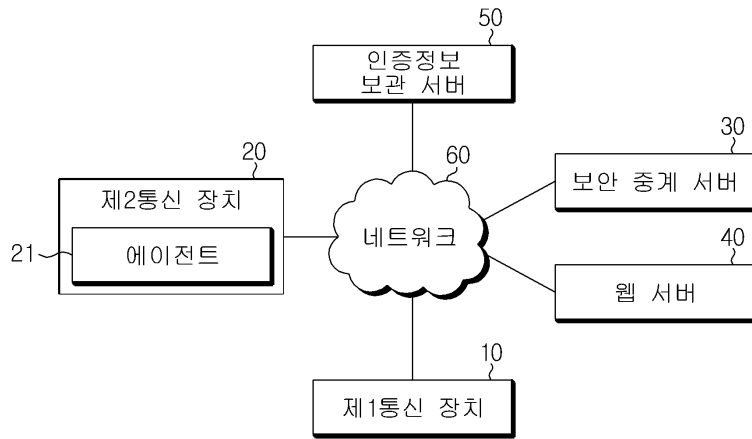 50
인증정보
보관 서버
20
제2통신 장치
21
에이전트
60
네트워크
30
보안 중계 서버
40
웹 서버
10
제1통신 장치